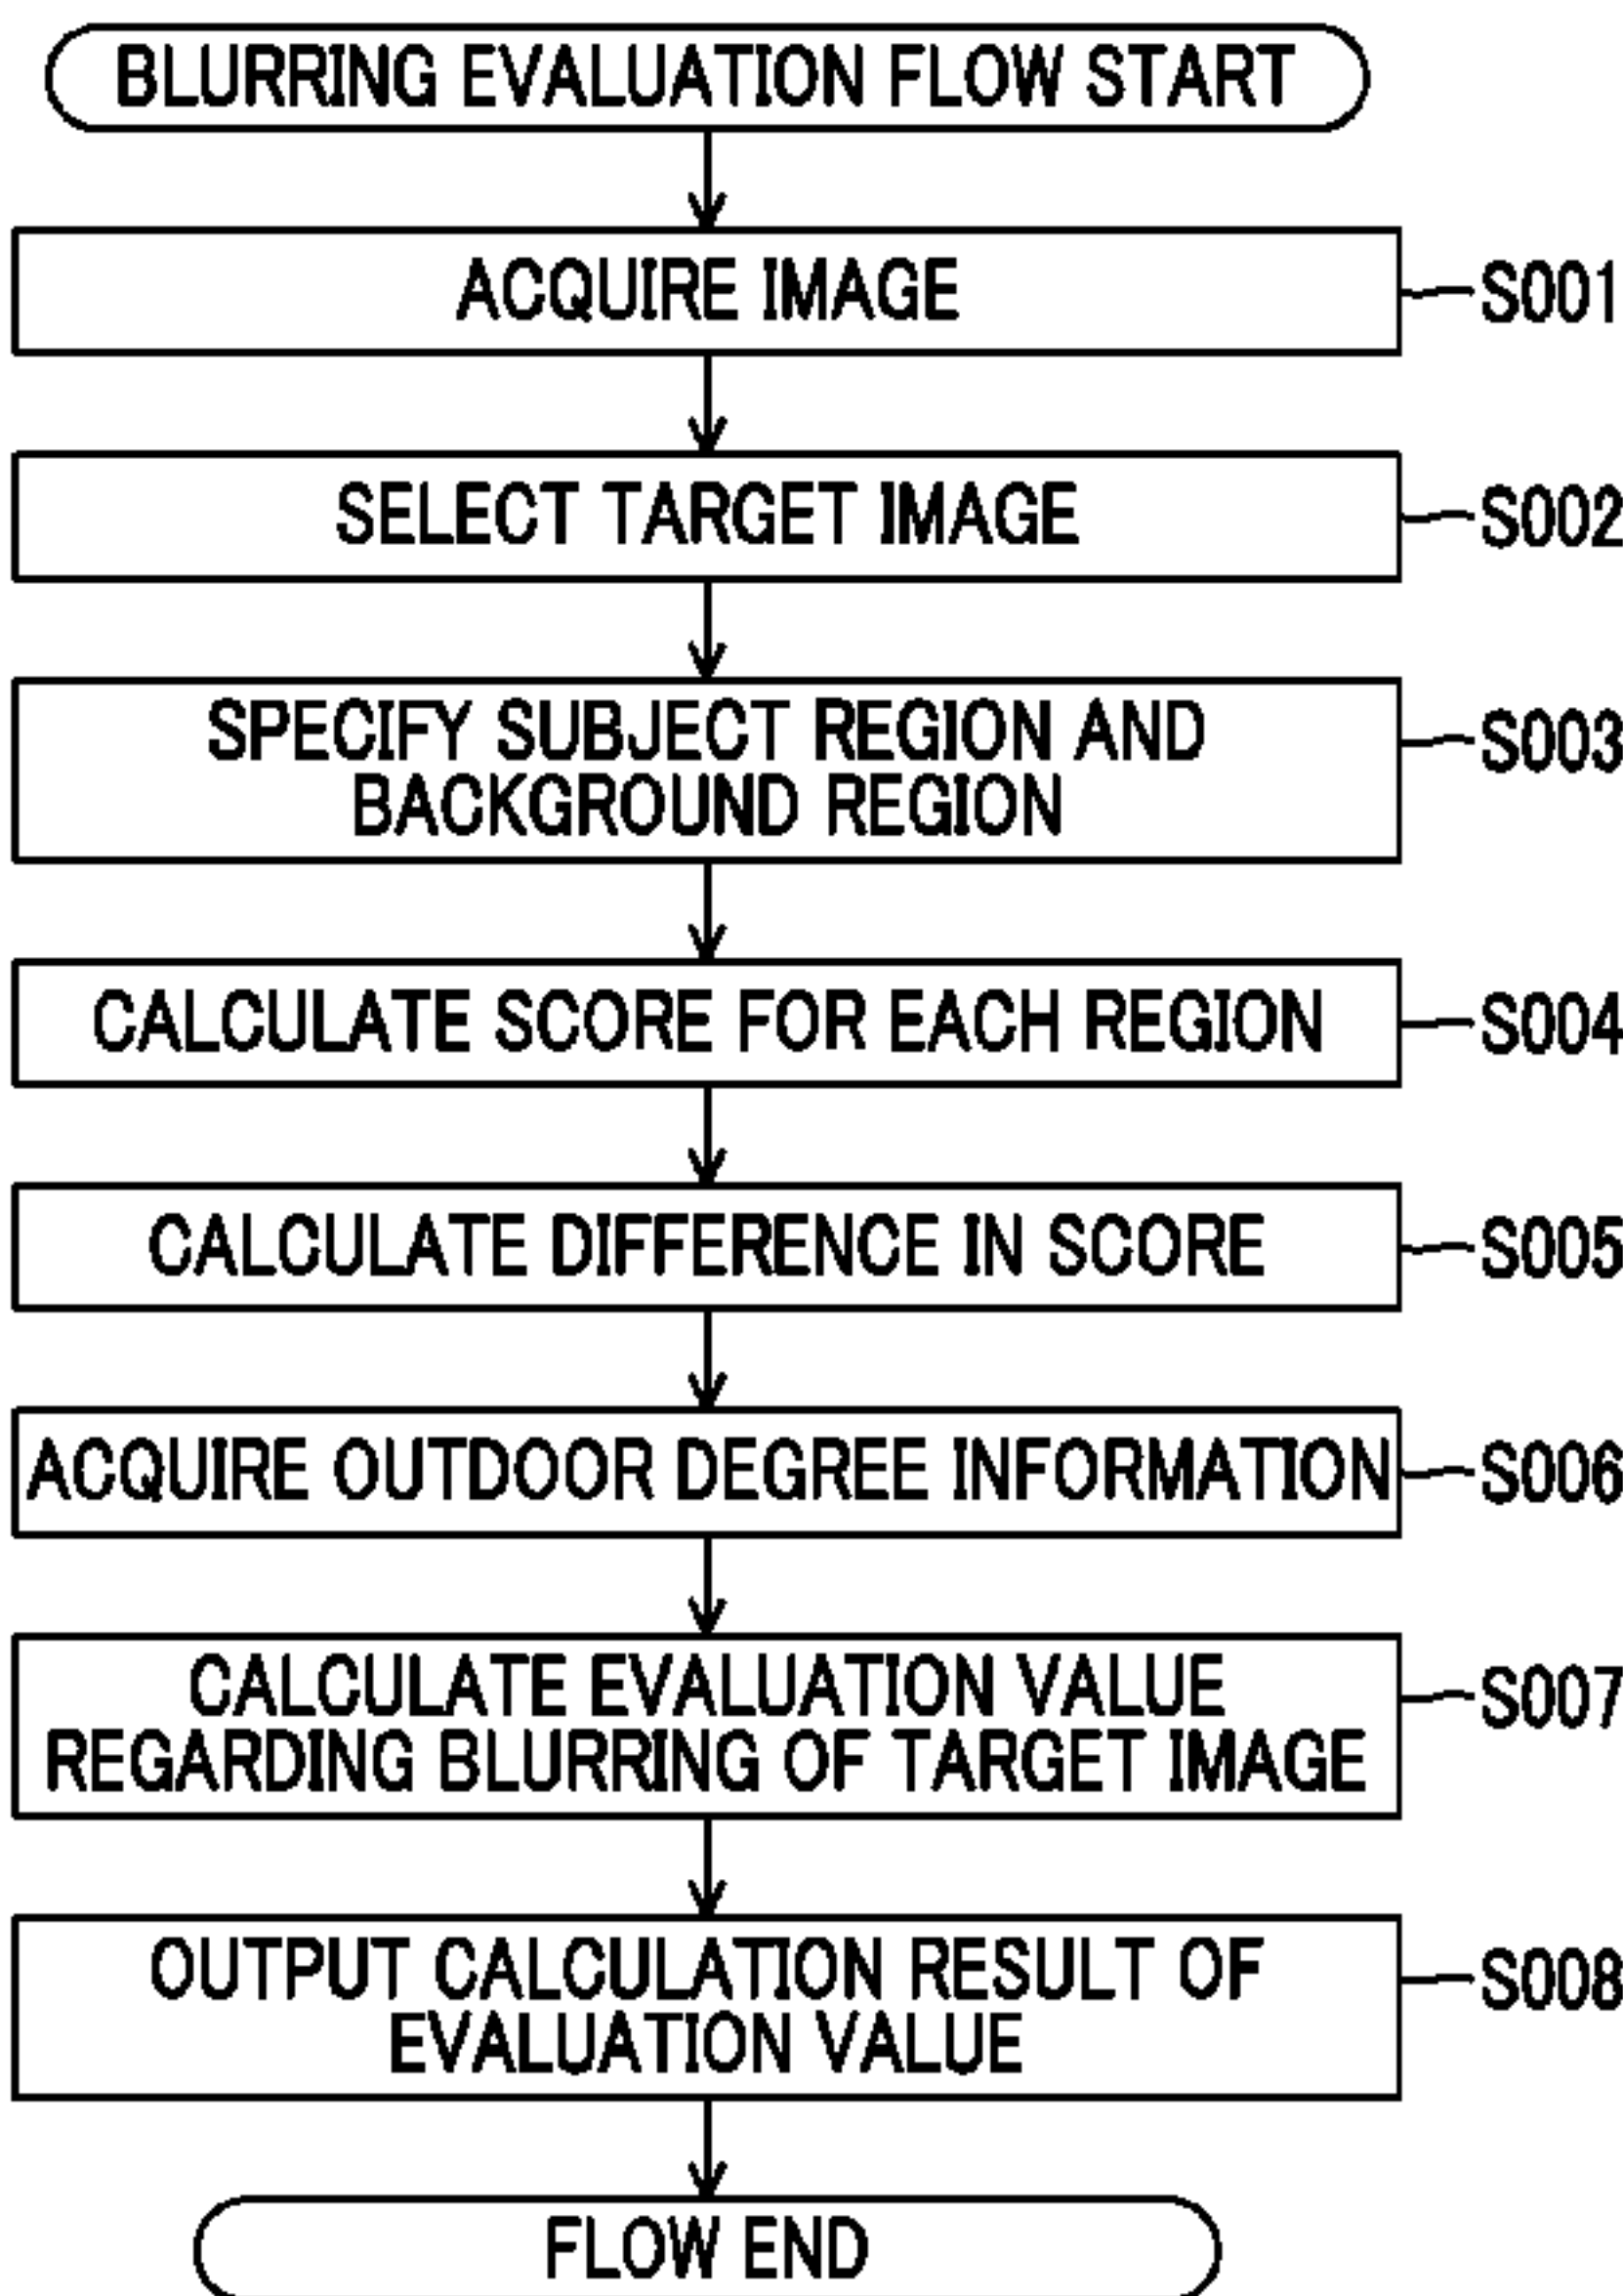 BLURRING EVALUATION FLOW START
ACQUIRE IMAGE
S001
SELECT TARGET IMAGE
S002
SPECIFY SUBJECT REGION AND
BACKGROUND REGION
S003
CALCULATE SCORE FOR EACH REGION
S004
CALCULATE DIFFERENCE IN SCORE
S005
ACQUIRE OUTDOOR DEGREE INFORMATION
S006
CALCULATE EVALUATION VALUE
REGARDING BLURRING OF TARGET IMAGE
S007
OUTPUT CALCULATION RESULT OF
EVALUATION VALUE
S008
FLOW END